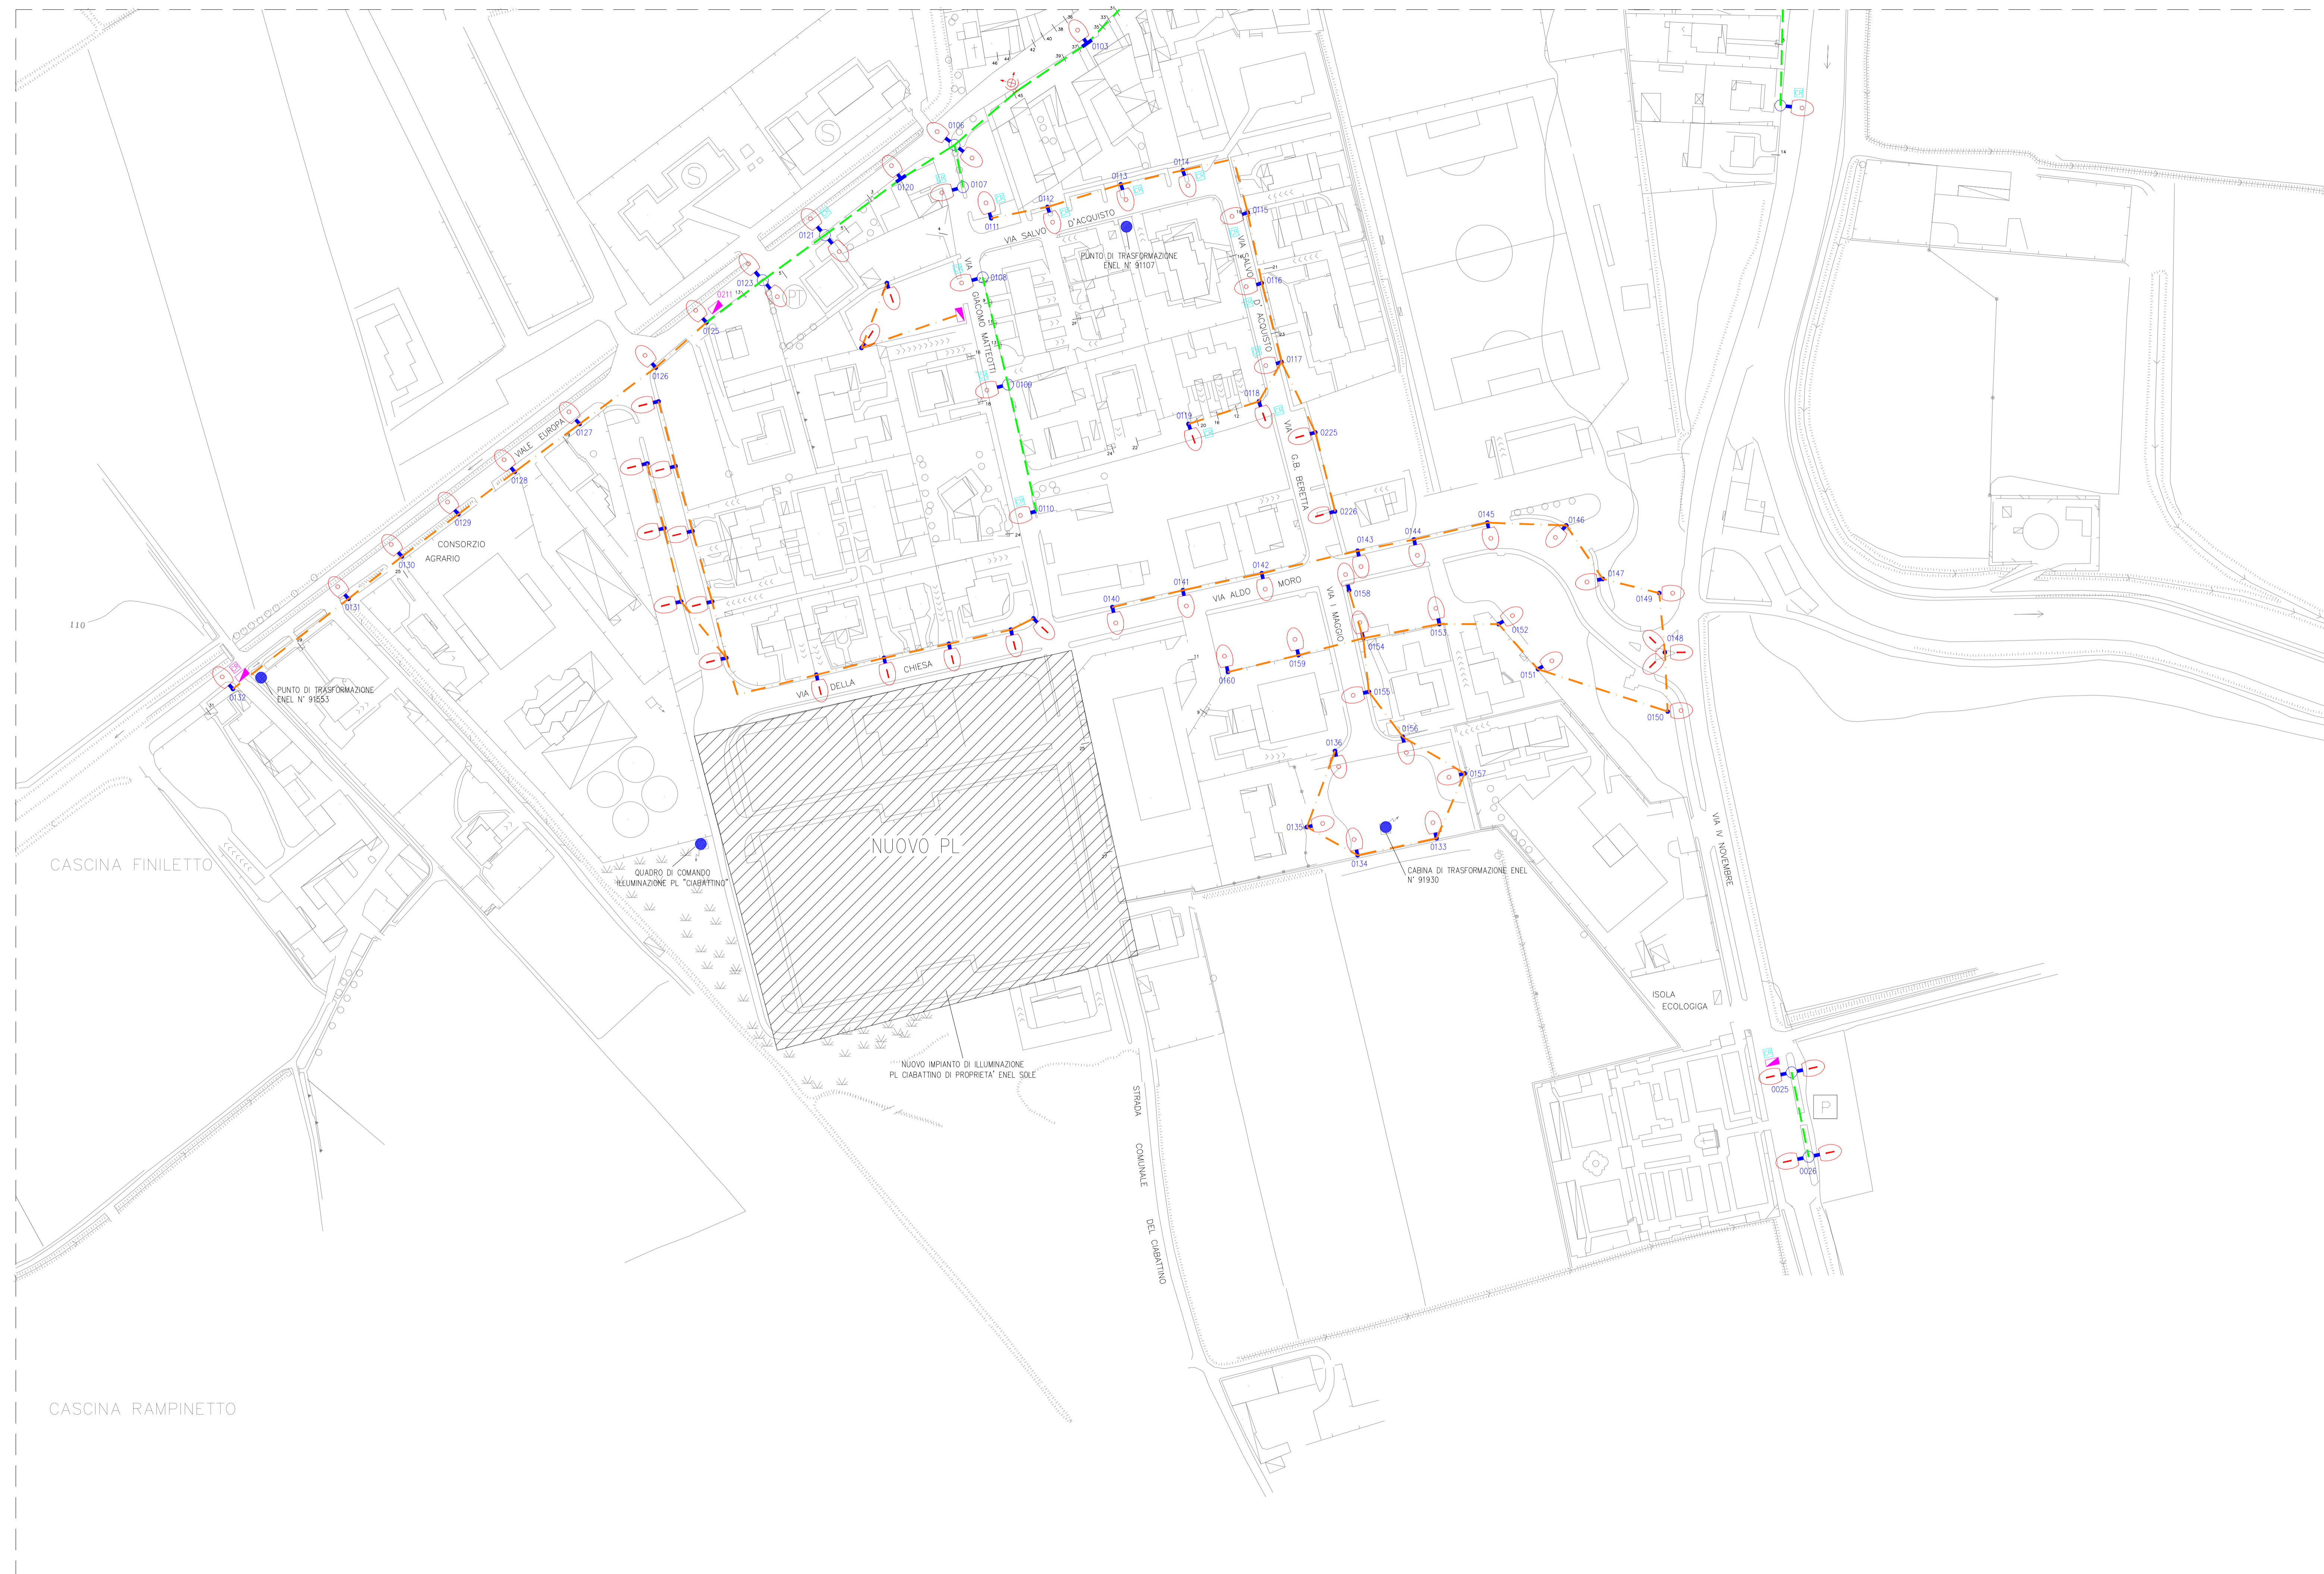 0103
0106
0107
0120
0121
0123
0211
0125
0126
0127
0128
0129
0130
0131
0132
0111
0112
0113
0114
0115
0116
0117
0118
0119
0108
0109
0110
0225
0226
VIA SALVO D'ACQUISTO
PUNTO DI TRASFORMAZIONE
ENEL N° 91107
VIA SALVO D'ACQUISTO
VIA GIACOMO MATTEOTTI
VIA G.B. BERETTA
VIALE EUROPA
S
S
PT
CONSORZIO
AGRARIO
110
PUNTO DI TRASFORMAZIONE
ENEL N° 91553
0140
0141
0142
0143
0144
0145
0146
0147
0149
0148
0150
0151
0152
0153
0154
0155
0156
0157
0158
0159
0160
0136
0135
0134
0133
VIA ALDO MORO
VIA I MAGGIO
VIA DELLA CHIESA
VIA IV NOVEMBRE
NUOVO PL
CASCINA FINILETTO
QUADRO DI COMANDO
ILLUMINAZIONE PL "CIABATTINO"
CABINA DI TRASFORMAZIONE ENEL
N° 91930
ISOLA
ECOLOGIGA
NUOVO IMPIANTO DI ILLUMINAZIONE
PL CIABATTINO DI PROPRIETA' ENEL SOLE
STRADA COMUNALE DEL CIABATTINO
0025
P
0026
CASCINA RAMPINETTO